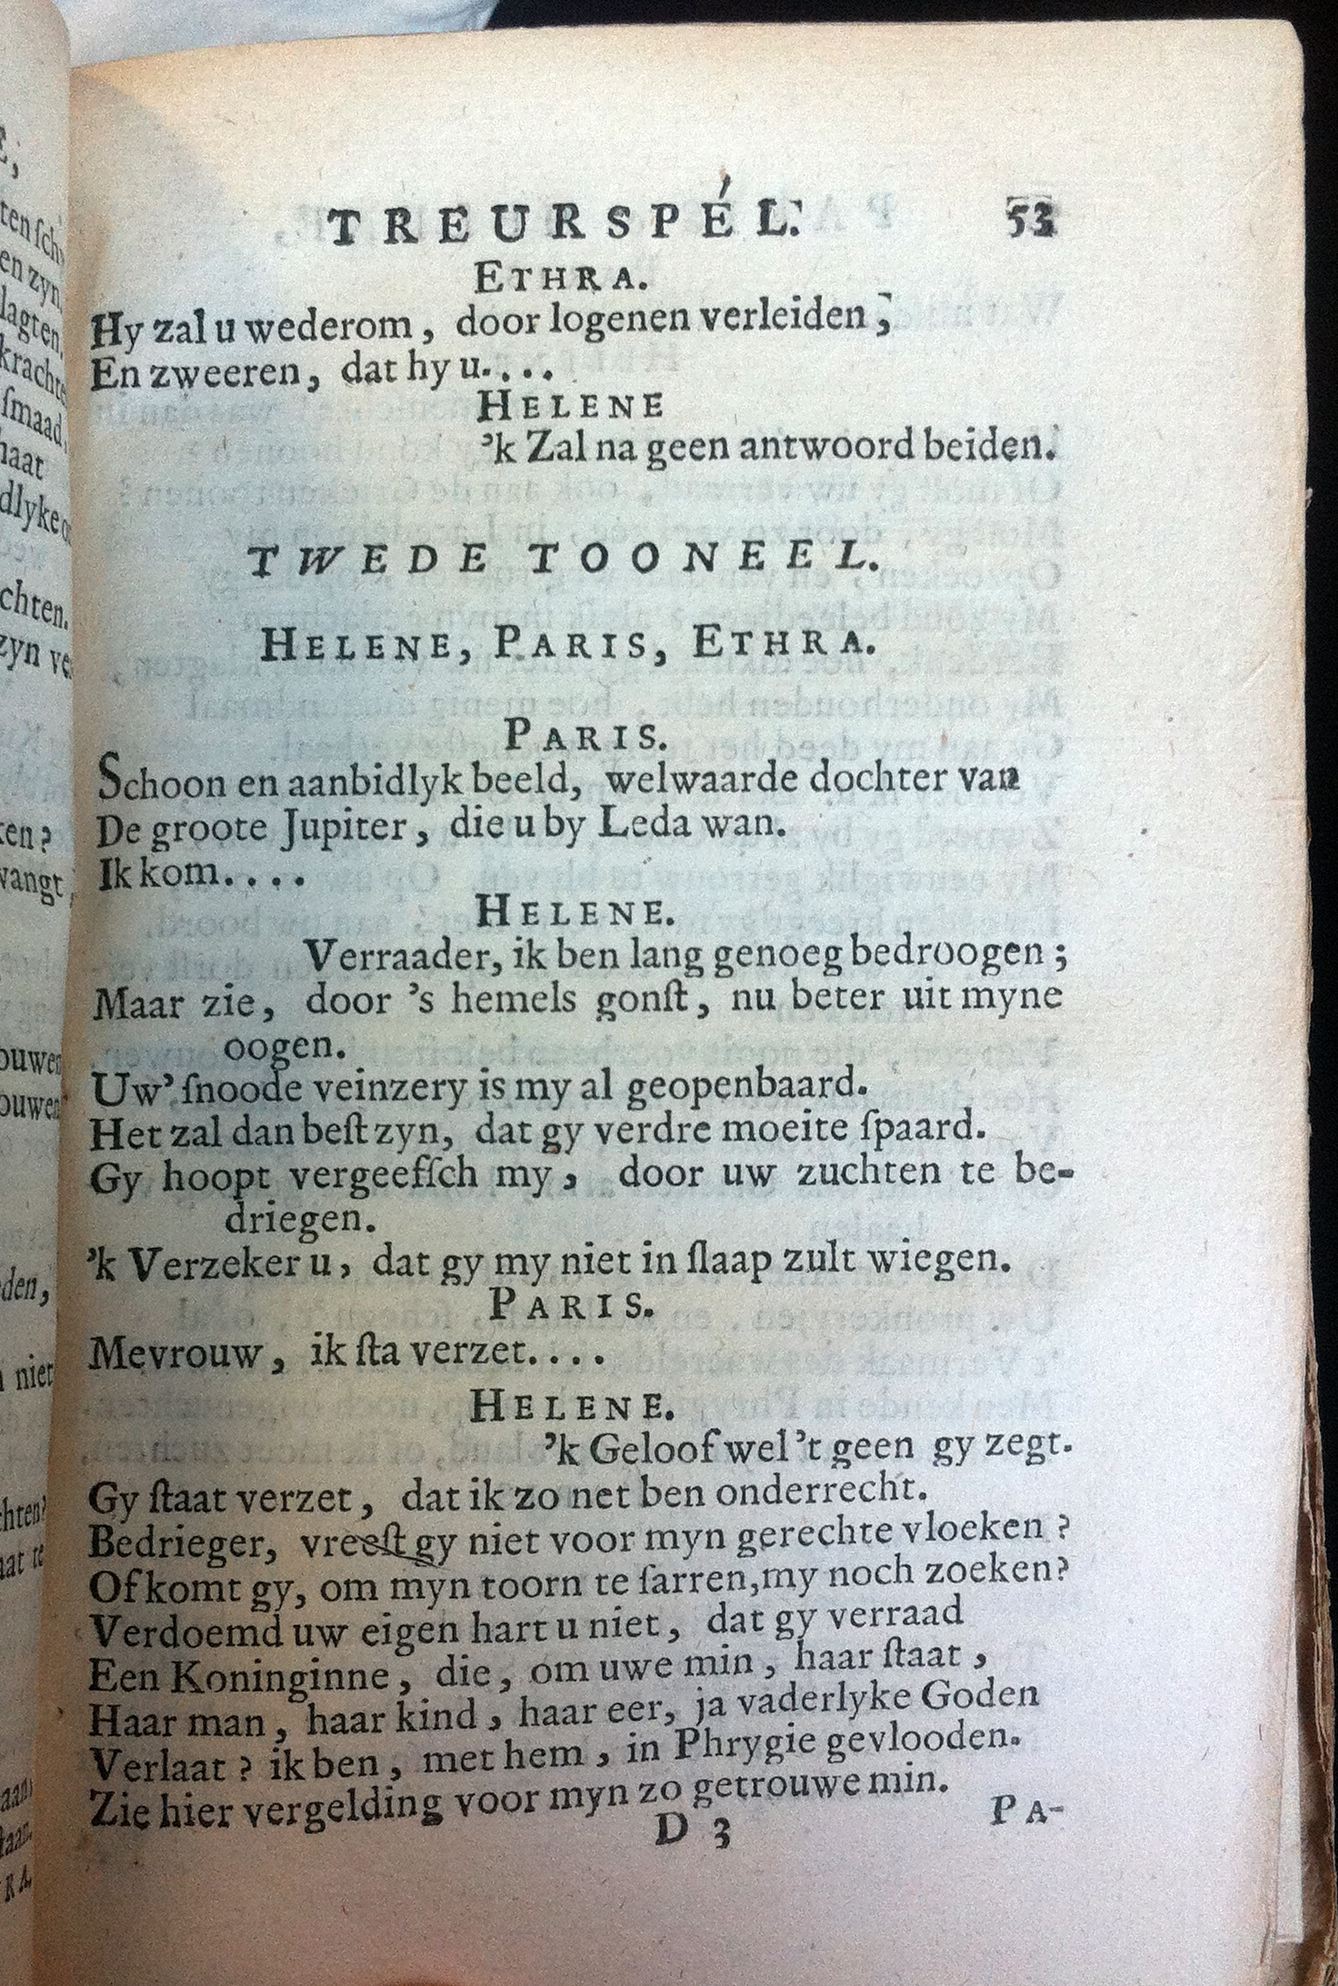 TREURSPÉL. 53
ETHRA.
Hy zal u wederom, door logenen verleiden;
En zweeren, dat hy u....
HELENE
'k Zal na geen antwoord beiden.
TWEDE TOONEEL.
HELENE, PARIS, ETHRA.
PARIS.
Schoon en aanbidlyk beeld, welwaarde dochter van
De groote Jupiter, die u by Leda wan.
Ik kom....
HELENE.
Verraader, ik ben lang genoeg bedroogen;
Maar zie, door 's hemels gonſt, nu beter uit myne
oogen.
Uw' ſnoode veinzery is my al geopenbaard.
Het zal dan beſt zyn, dat gy verdre moeite ſpaard.
Gy hoopt vergeefſch my, door uw zuchten te be-
driegen.
'k Verzeker u, dat gy my niet in ſlaap zult wiegen.
PARIS.
Mevrouw, ik ſta verzet....
HELENE.
'k Geloof wel 't geen gy zegt.
Gy ſtaat verzet, dat ik zo net ben onderrecht.
Bedrieger, vreeſt gy niet voor myn gerechte vloeken?
Of komt gy, om myn toorn te ſarren, my noch zoeken?
Verdoemd uw eigen hart u niet, dat gy verraad
Een Koninginne, die, om uwe min, haar ſtaat,
Haar man, haar kind, haar eer, ja vaderlyke Goden
Verlaat? ik ben, met hem, in Phrygie gevlooden.
Zie hier vergelding voor myn zo getrouwe min.
D 3 PA-